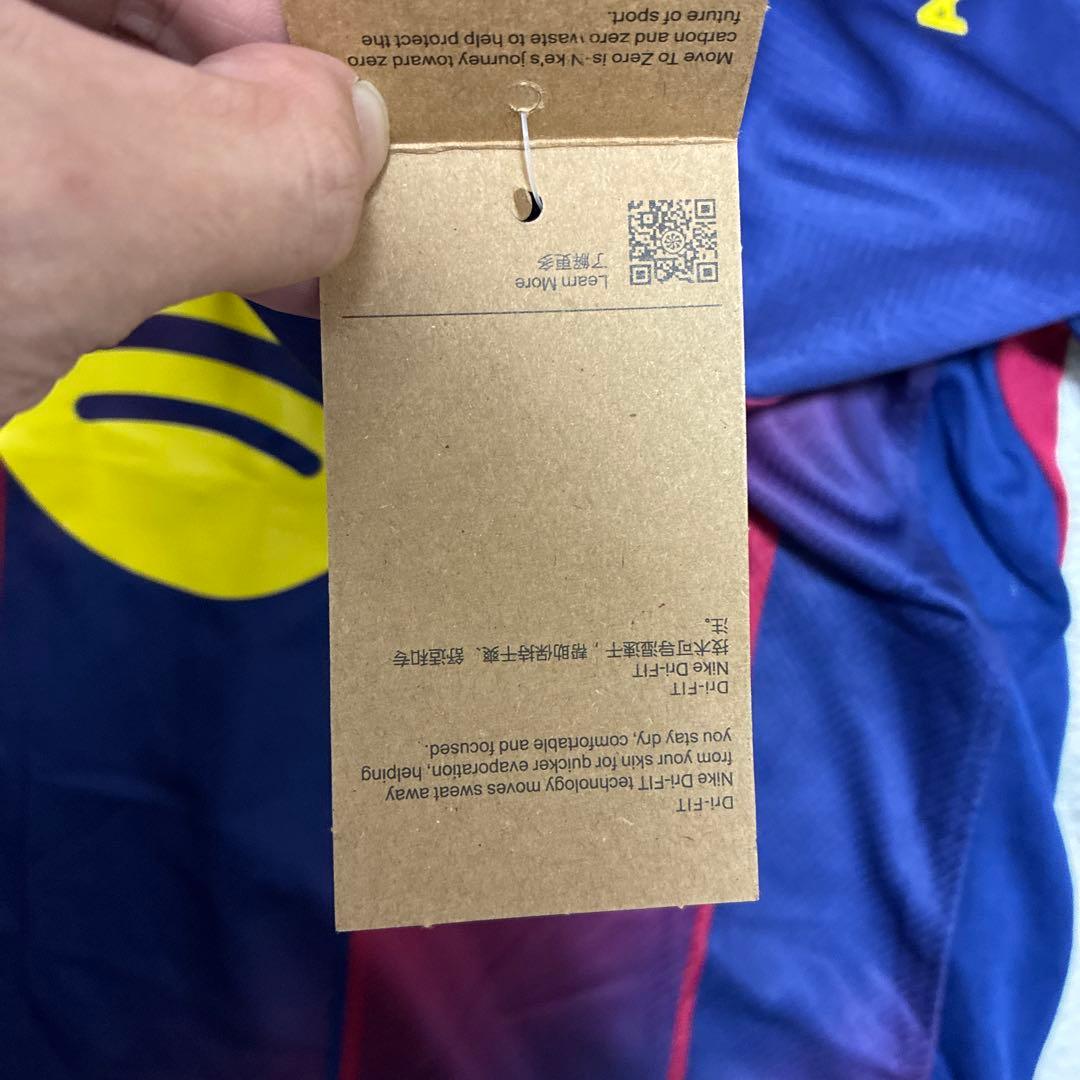 Dri-FIT
Nike Dri-FIT technology moves sweat away
from your skin for quicker evaporation, helping
you stay dry, comfortable and focused.
Dri-FIT
Nike Dri-FIT
技术可导湿速干，帮助保持干爽、舒适和专
注。
Learn More
了解更多
Move To Zero is Nike's journey toward zero
carbon and zero waste to help protect the
future of sport.
A